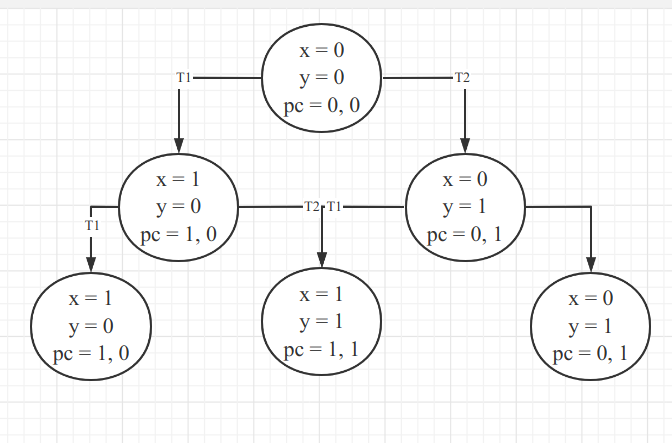 x = 0
y = 0
pc = 0, 0
T1
T2
x = 1
y = 0
pc = 1, 0
x = 0
y = 1
pc = 0, 1
T2
T1
T1
x = 1
y = 0
pc = 1, 0
x = 1
y = 1
pc = 1, 1
x = 0
y = 1
pc = 0, 1